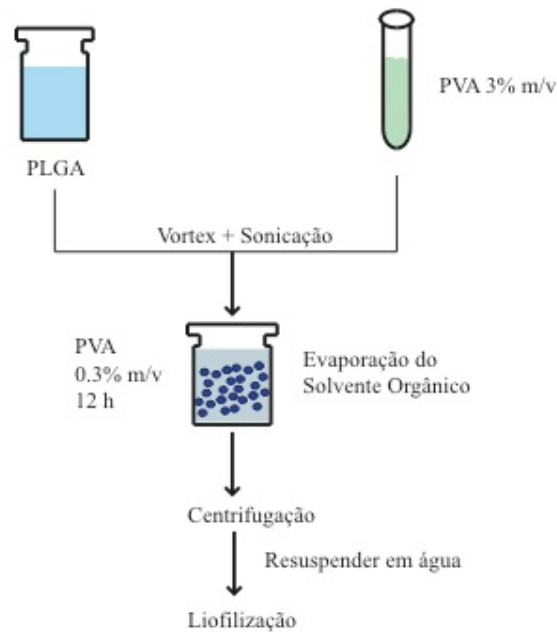 PLGA
PVA 3% m/v
Vortex + Sonicação
PVA
0.3% m/v
12 h
Evaporação do
Solvente Orgânico
Centrifugação
Resuspender em água
Liofilização